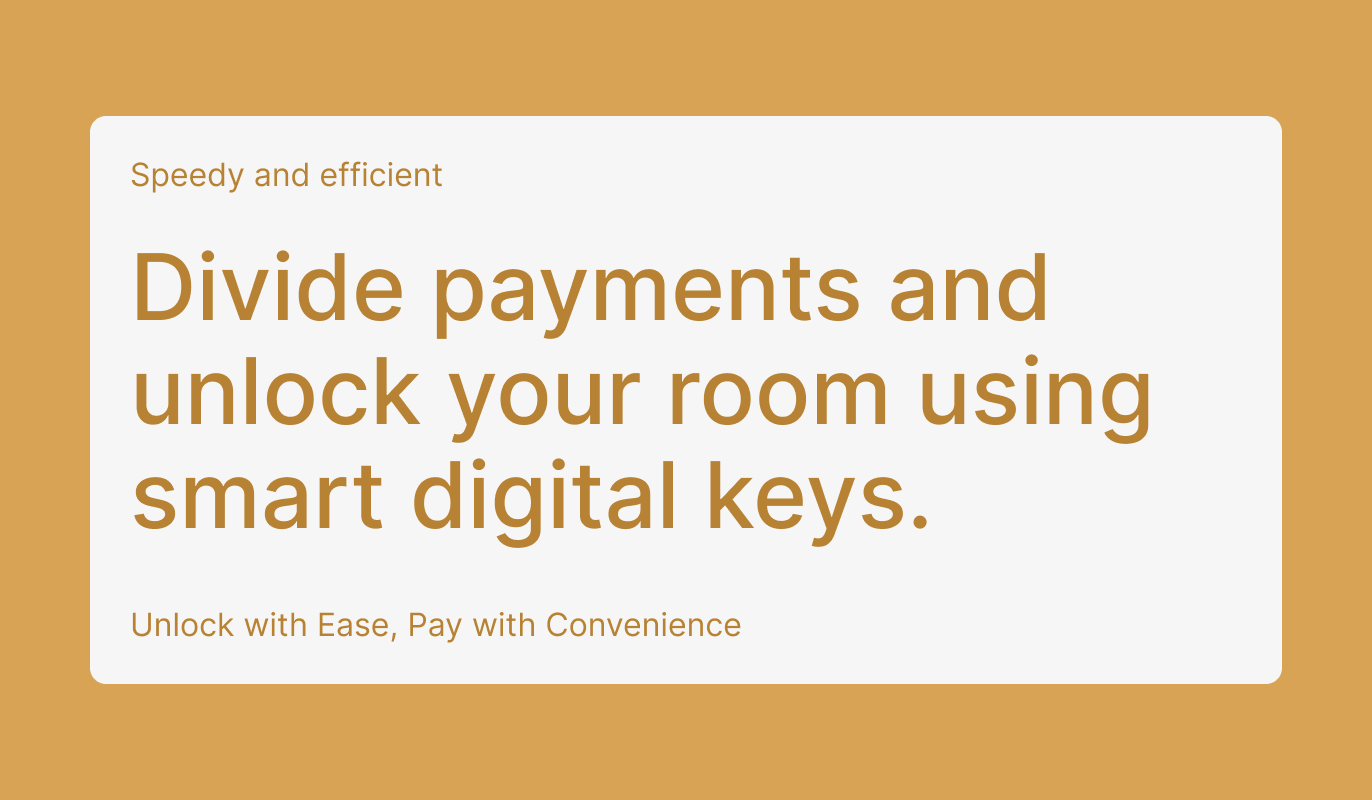 Speedy and efficient
Divide payments and
unlock your room using
smart digital keys.
Unlock with Ease, Pay with Convenience